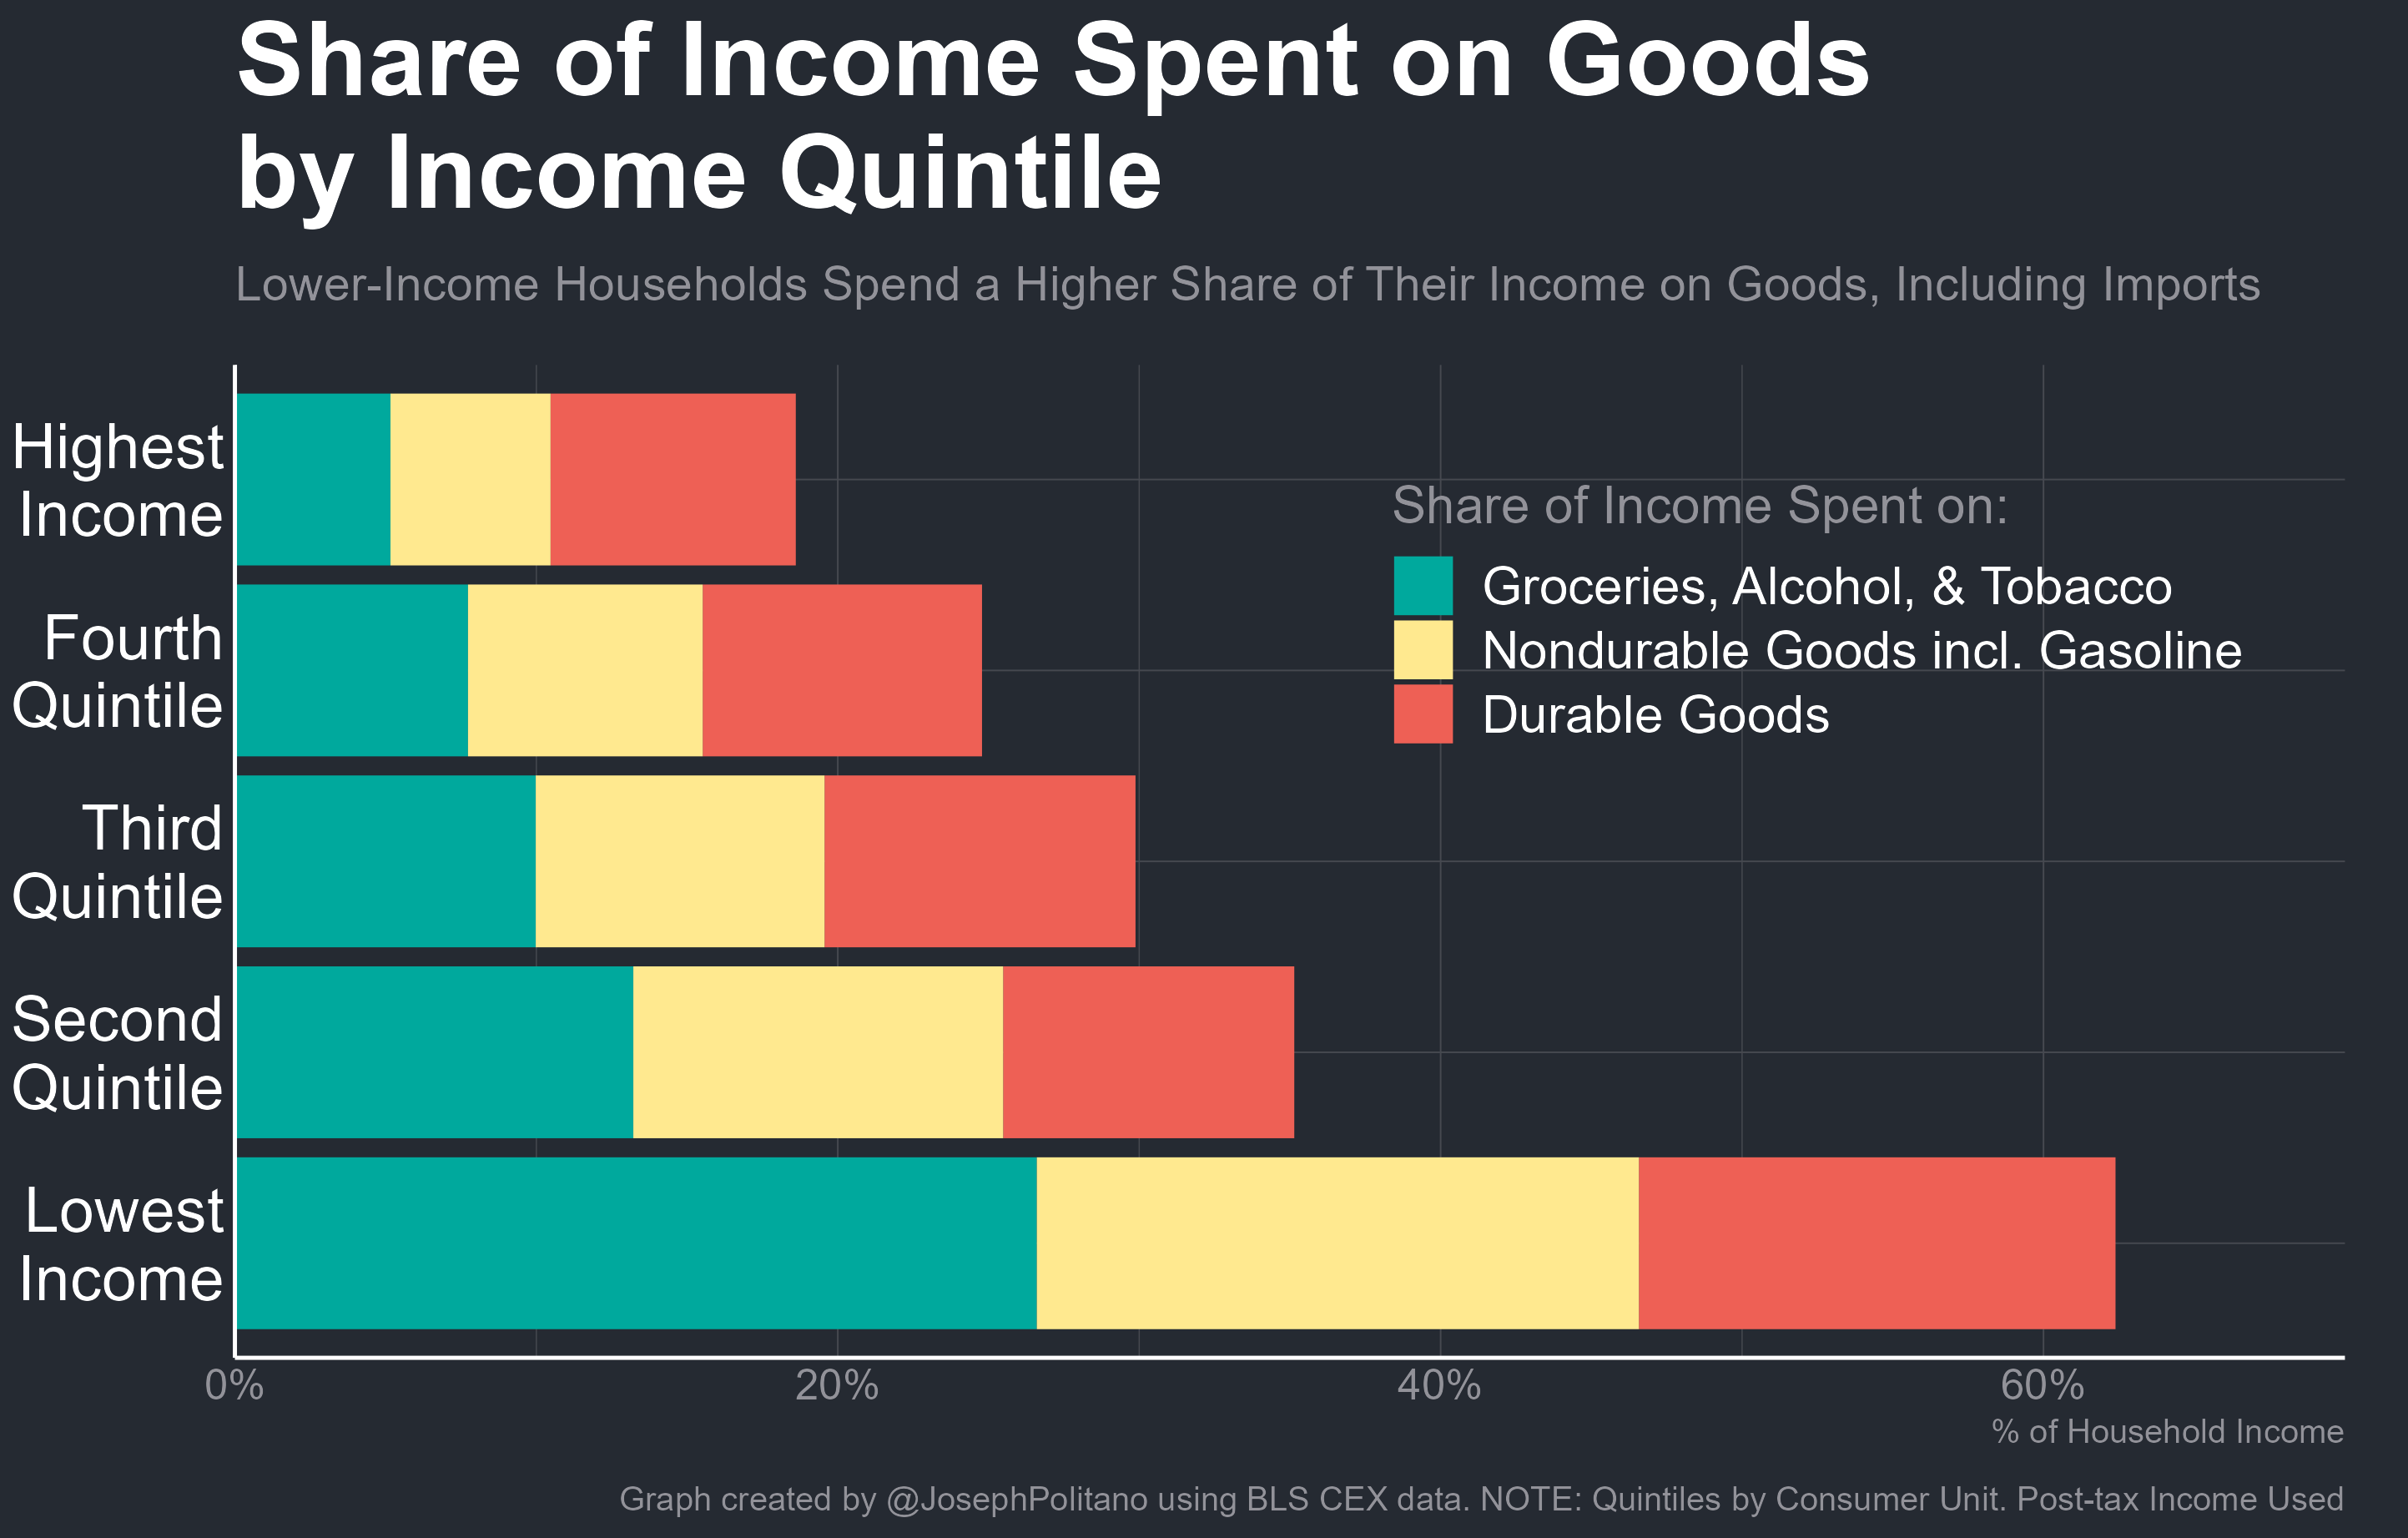 Share of Income Spent on Goods
by Income Quintile
Lower-Income Households Spend a Higher Share of Their Income on Goods, Including Imports
Highest
Income
Fourth
Quintile
Third
Quintile
Second
Quintile
Lowest
Income
Share of Income Spent on:
Groceries, Alcohol, & Tobacco
Nondurable Goods incl. Gasoline
Durable Goods
0% 20% 40% 60%
% of Household Income
Graph created by @JosephPolitano using BLS CEX data. NOTE: Quintiles by Consumer Unit. Post-tax Income Used